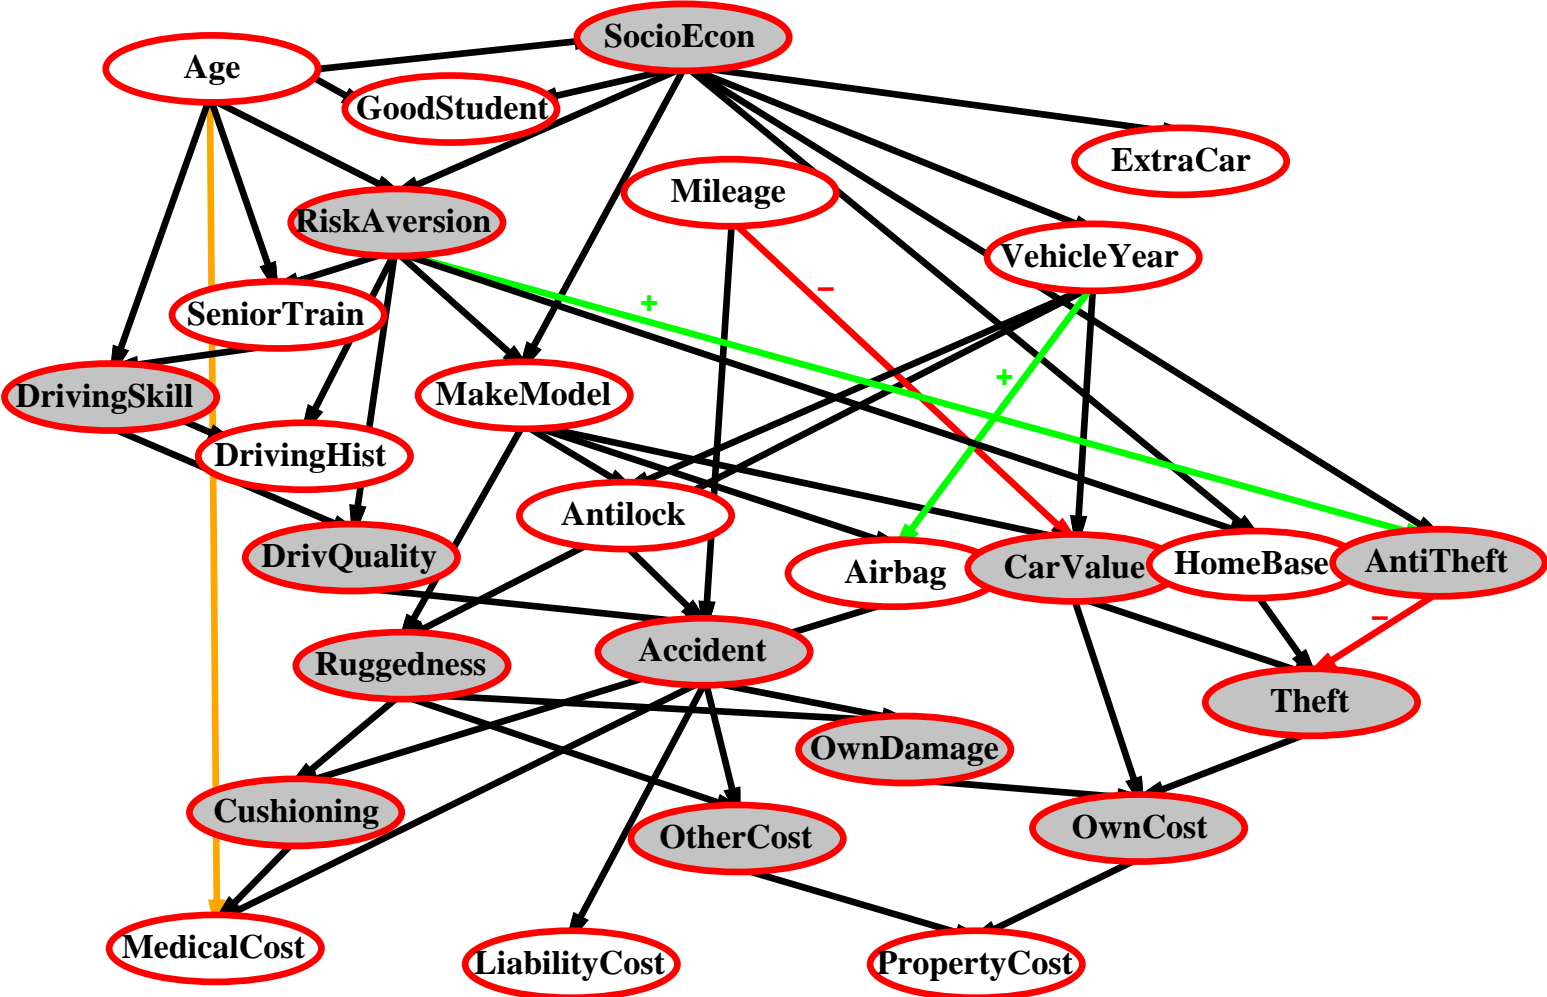 SocioEcon
Age
GoodStudent
ExtraCar
Mileage
RiskAversion
VehicleYear
−
+
SeniorTrain
+
MakeModel
DrivingSkill
DrivingHist
Antilock
DrivQuality
Airbag
CarValue
HomeBase
AntiTheft
−
Accident
Ruggedness
Theft
OwnDamage
Cushioning
OtherCost
OwnCost
MedicalCost
LiabilityCost
PropertyCost